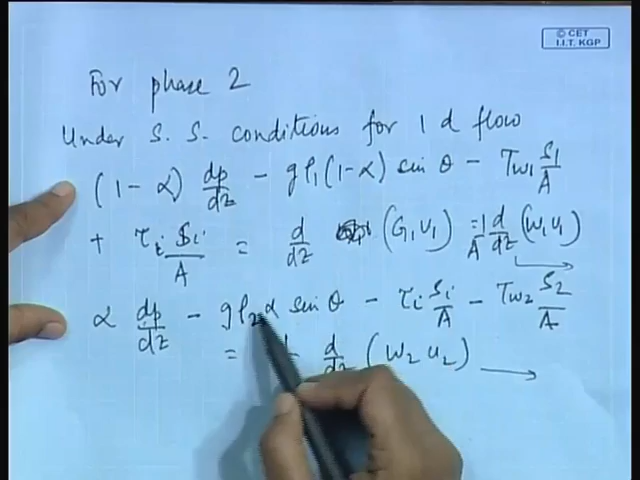 © CET
I.I.T. KGP
For phase 2
Under S. S. conditions for 1 d flow
(1 - α) dp/dz - gρ₁(1-α) sin θ - τw₁ S₁/A
+ τi Si/A = d/dz (G₁ u₁) = 1/A d/dz (W₁ u₁)
α dp/dz - gρ₂ α sin θ - τi Si/A - τw₂ S₂/A
= d/dz (W₂ u₂)